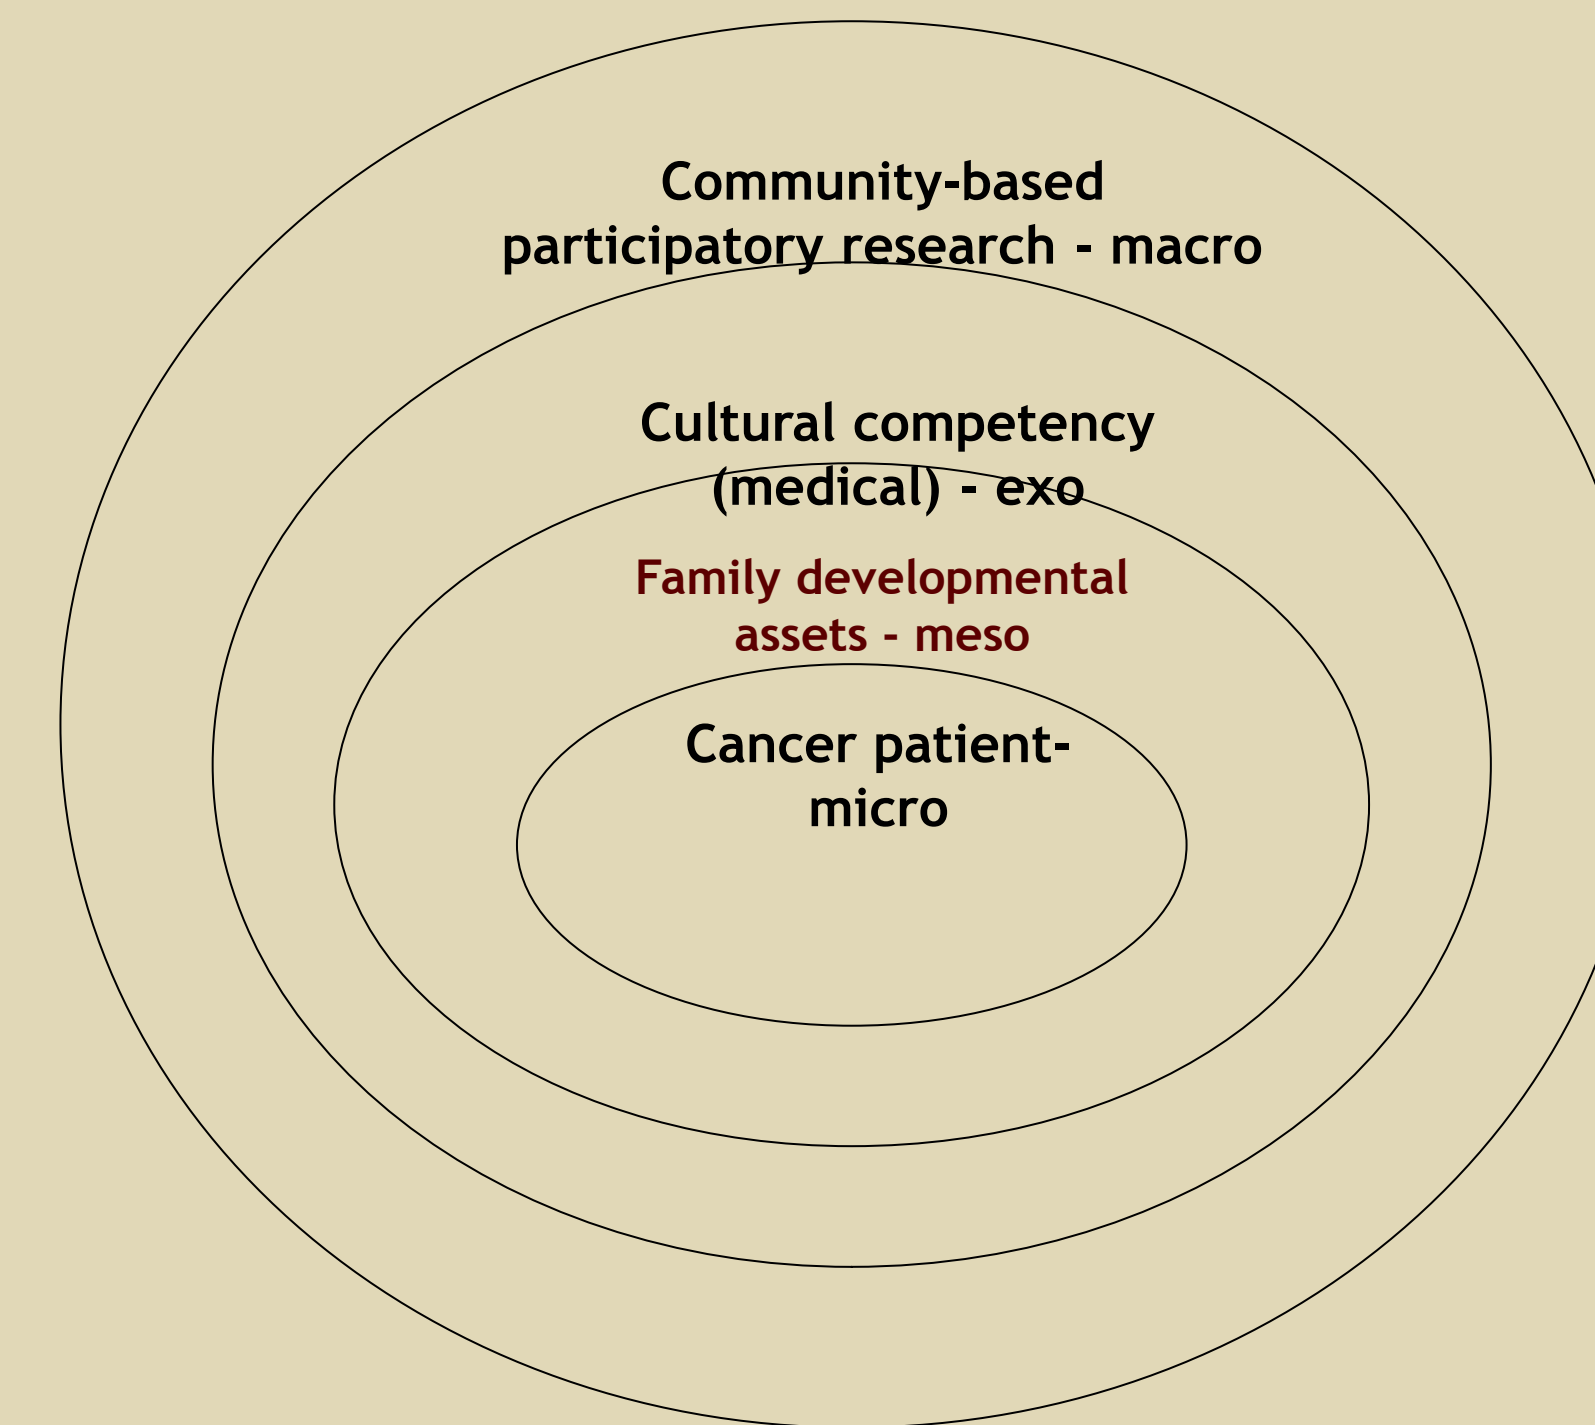 Community-based
participatory research - macro
Cultural competency
(medical) - exo
Family developmental
assets - meso
Cancer patient-
micro